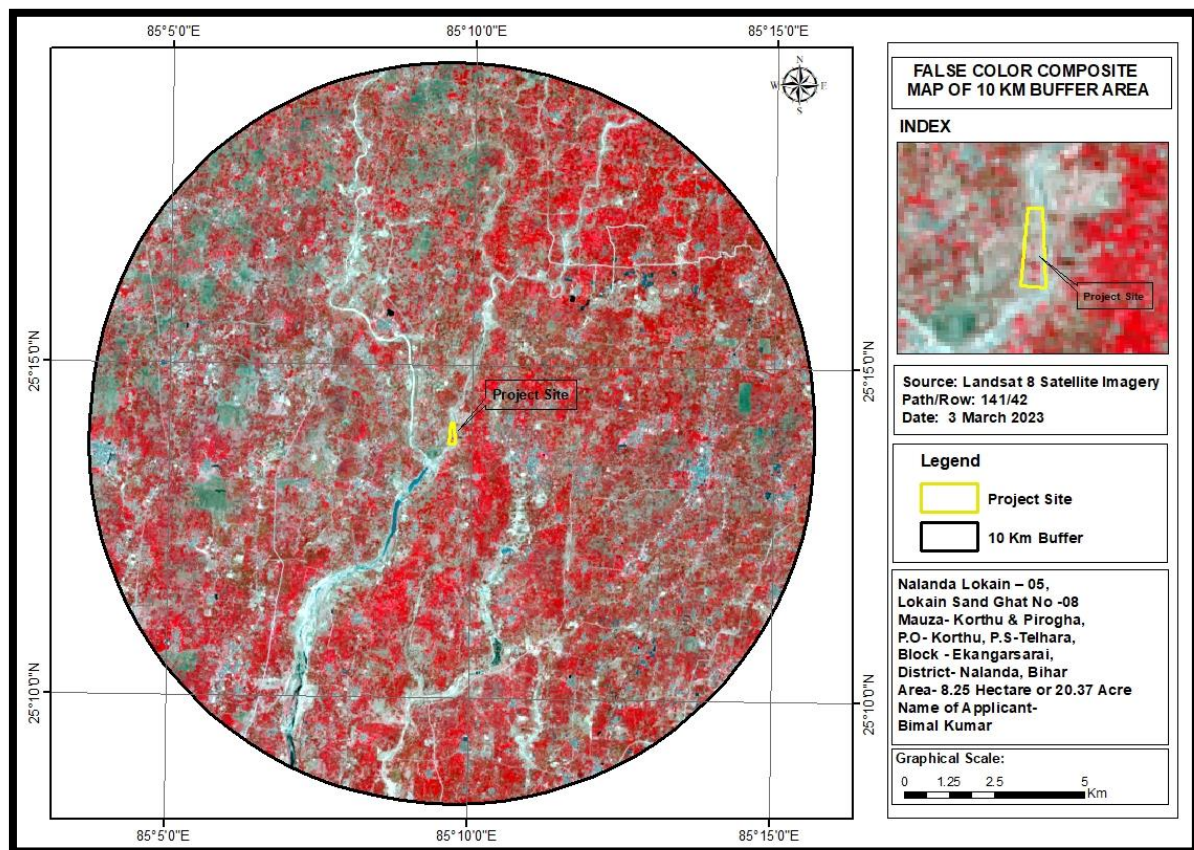 85°5'0"E
85°10'0"E
85°15'0"E
N
W E
S
25°15'0"N
25°15'0"N
Project Site
25°10'0"N
25°10'0"N
85°5'0"E
85°10'0"E
85°15'0"E
FALSE COLOR COMPOSITE
MAP OF 10 KM BUFFER AREA
INDEX
Project Site
Source: Landsat 8 Satellite Imagery
Path/Row: 141/42
Date: 3 March 2023
Legend
Project Site
10 Km Buffer
Nalanda Lokain – 05,
Lokain Sand Ghat No -08
Mauza- Korthu & Pirogha,
P.O- Korthu, P.S-Telhara,
Block - Ekangarsarai,
District- Nalanda, Bihar
Area- 8.25 Hectare or 20.37 Acre
Name of Applicant-
Bimal Kumar
Graphical Scale:
0 1.25 2.5 5
Km